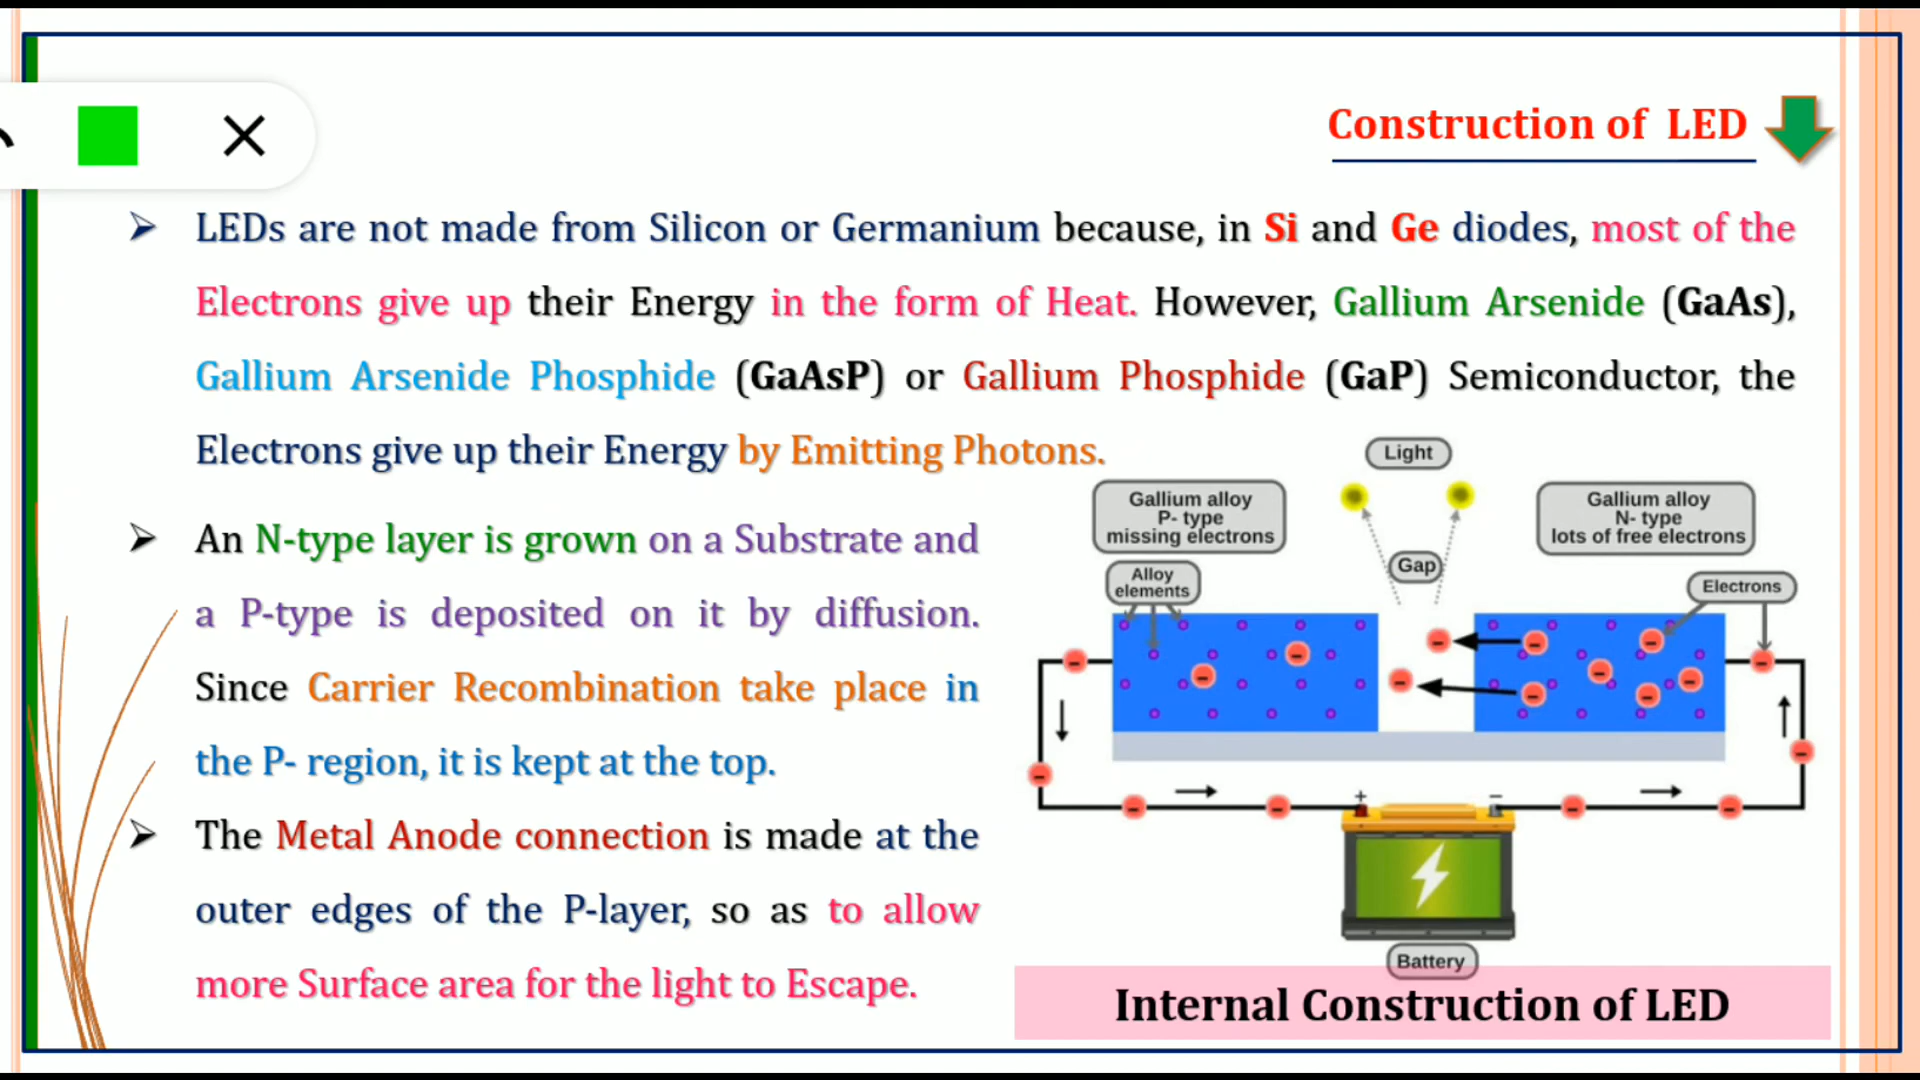 Construction of LED
➢ LEDs are not made from Silicon or Germanium because, in Si and Ge diodes, most of the
Electrons give up their Energy in the form of Heat. However, Gallium Arsenide (GaAs),
Gallium Arsenide Phosphide (GaAsP) or Gallium Phosphide (GaP) Semiconductor, the
Electrons give up their Energy by Emitting Photons.
➢ An N-type layer is grown on a Substrate and
a P-type is deposited on it by diffusion.
Since Carrier Recombination take place in
the P- region, it is kept at the top.
➢ The Metal Anode connection is made at the
outer edges of the P-layer, so as to allow
more Surface area for the light to Escape.
Light
Gallium alloy
P- type
missing electrons
Gallium alloy
N- type
lots of free electrons
Gap
Alloy
elements
Electrons
+ −
Battery
Internal Construction of LED